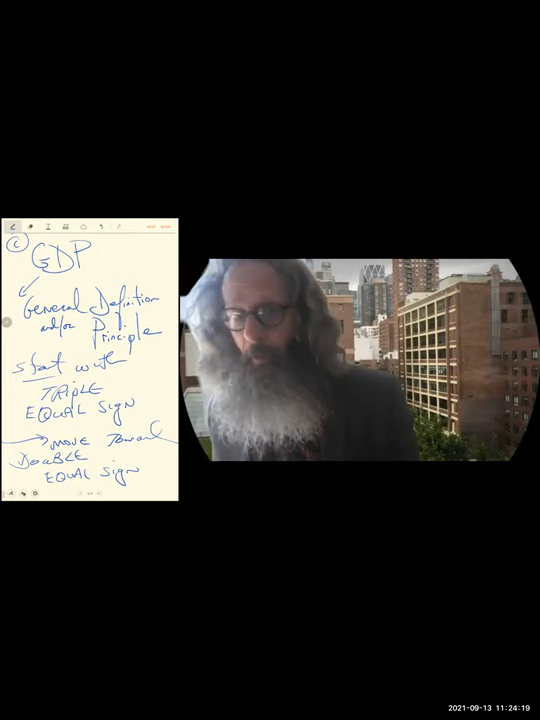 C
GDP
General Definition
and/or Principle
start with
TRIPLE
EQUAL SIGN
→ MOVE Toward
DOUBLE
EQUAL Sign
2021-09-13 11:24:19